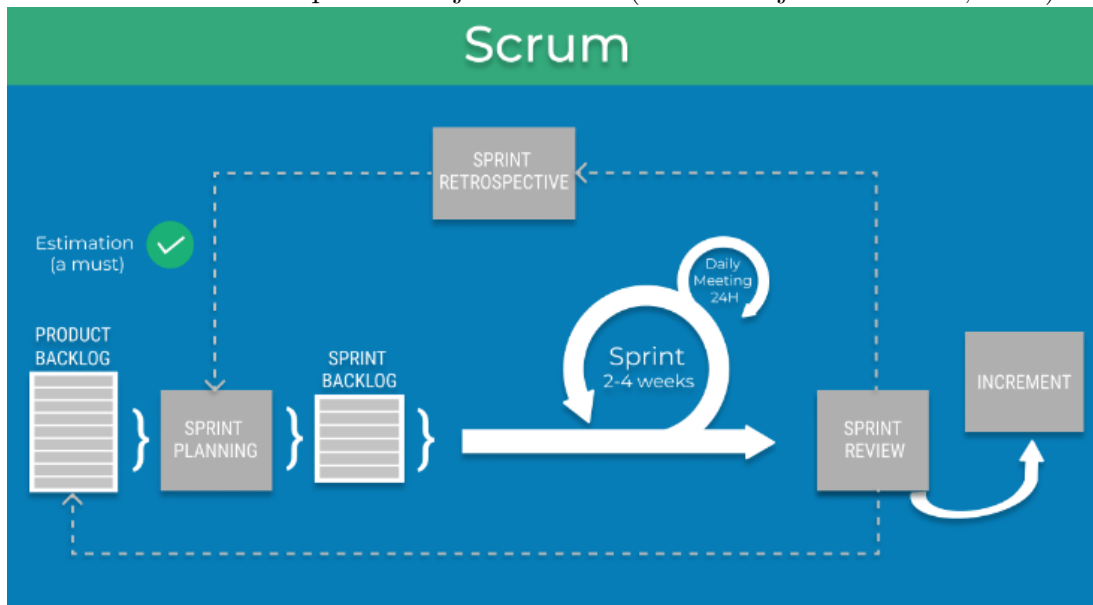 Scrum
SPRINT
RETROSPECTIVE
Estimation
(a must)
Daily
Meeting
24H
PRODUCT
BACKLOG
SPRINT
BACKLOG
Sprint
2-4 weeks
INCREMENT
SPRINT
PLANNING
SPRINT
REVIEW